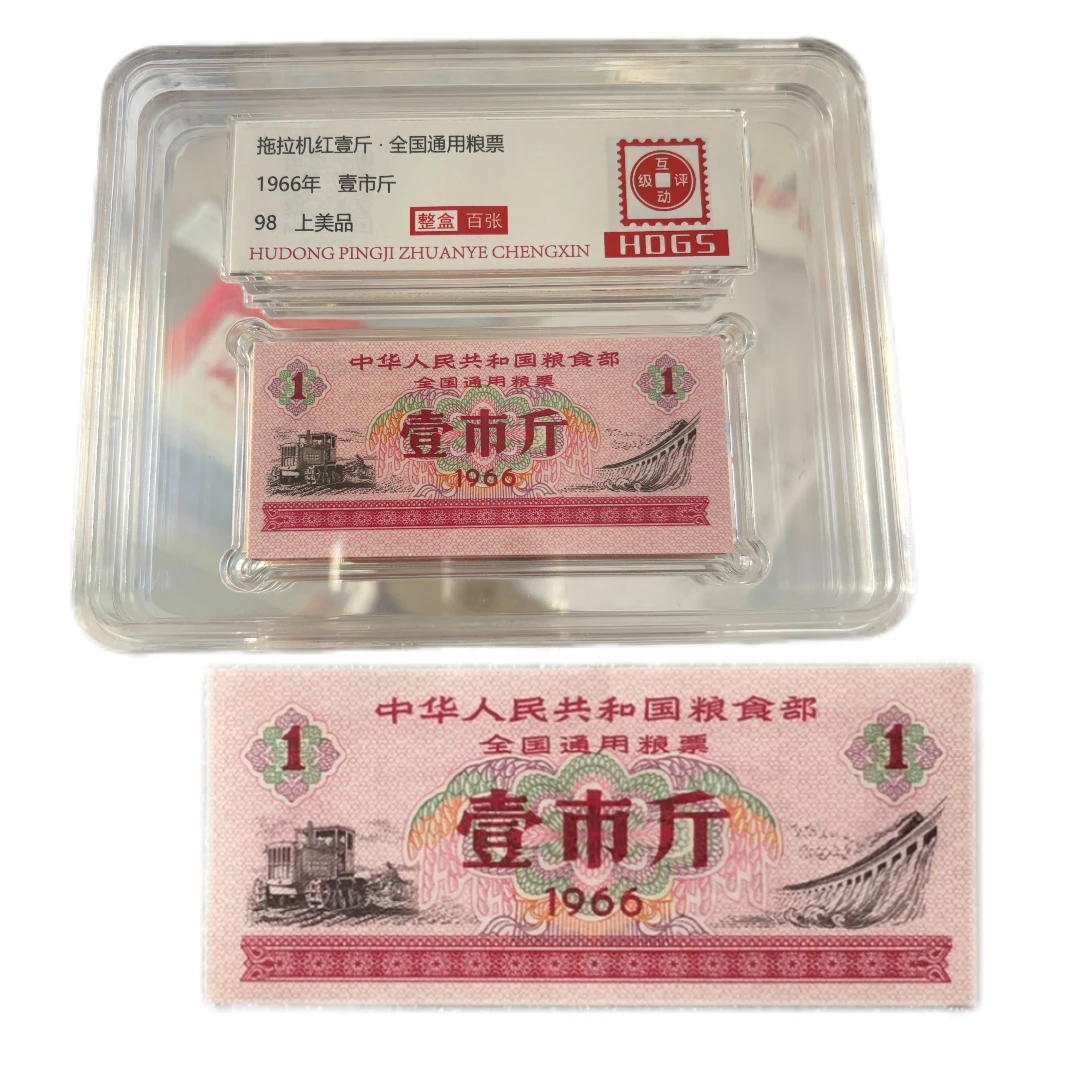 拖拉机红壹斤·全国通用粮票
1966年 壹市斤
98 上美品 整盒 百张
HUDONG PINGJI ZHUANYE CHENGXIN
互动评级
HDGS
中华人民共和国粮食部
全国通用粮票
1 1
壹市斤
1966
中华人民共和国粮食部
全国通用粮票
1 1
壹市斤
1966